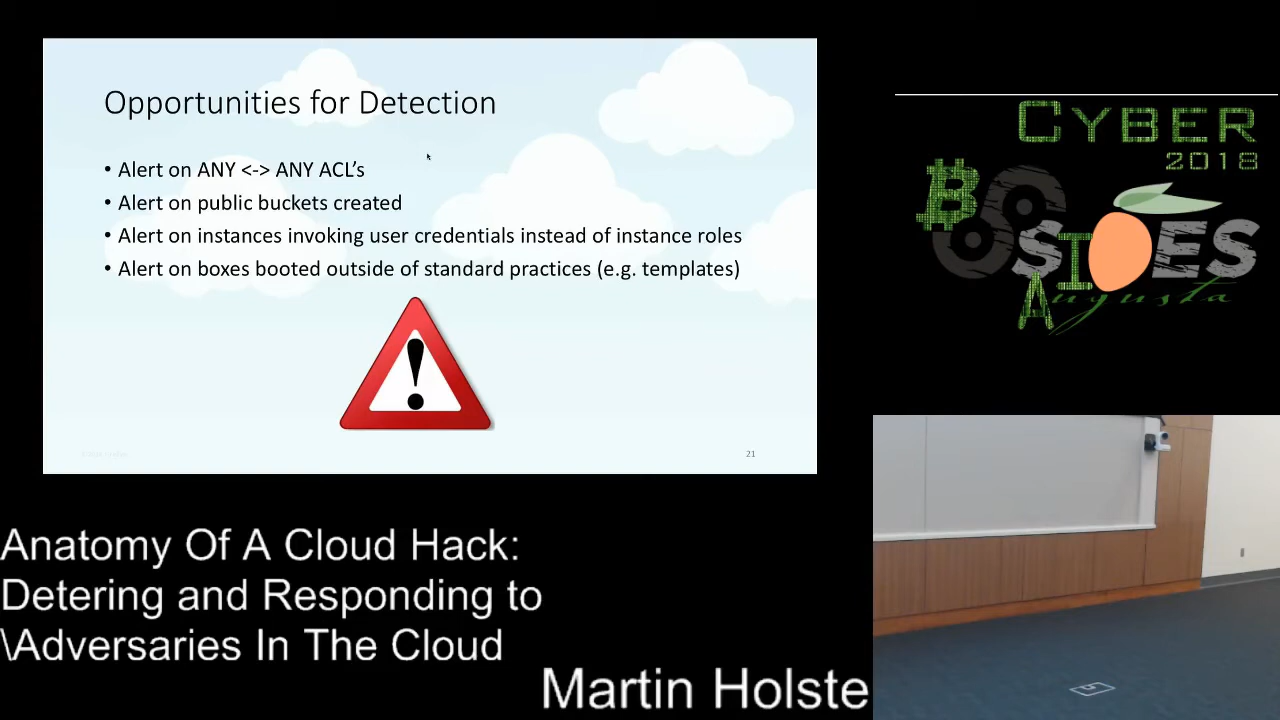 Opportunities for Detection
• Alert on ANY <-> ANY ACL’s
• Alert on public buckets created
• Alert on instances invoking user credentials instead of instance roles
• Alert on boxes booted outside of standard practices (e.g. templates)
21
CYBER
2018
BSIDES
Augusta
Anatomy Of A Cloud Hack:
Detering and Responding to
\Adversaries In The Cloud
Martin Holste